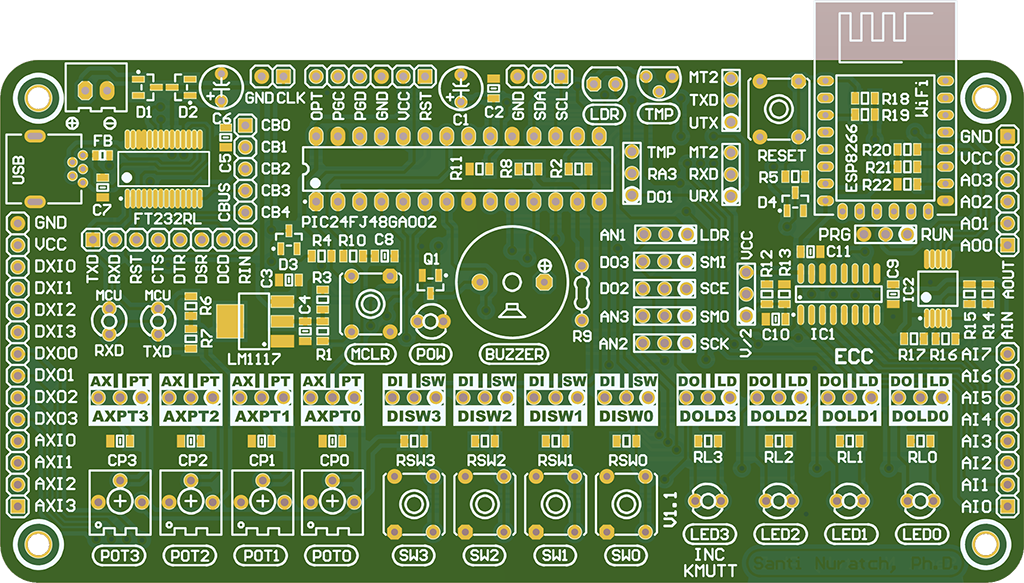 GND CLK
OPT
PGC
PGD
GND
VCC
RST
GND
SDA
SCL
MT2
TXD
UTX
D1
D2
C6
C1
C2
LDR
TMP
R18
R19
WiFi
ESP8266
FB
USB
C7
FT232RL
C5
CBUS
CB0
CB1
CB2
CB3
CB4
R11
R8
R2
PIC24FJ48GA002
TMP
RA3
DO1
MT2
RXD
URX
RESET
R5
D4
R20
R21
R22
GND
VCC
AO3
AO2
AO1
AO0
AOUT
GND
VCC
DXI0
DXI1
DXI2
DXI3
DXO0
DXO1
DXO2
DXO3
AXI0
AXI1
AXI2
AXI3
TXD
RXD
RST
CTS
DTR
DSR
DCD
RIN
D3
R4 R10 C8
C3
R3
C4
R1
MCU
RXD
MCU
TXD
R6
R7
LM1117
MCLR
Q1
POW
BUZZER
R9
AN1 LDR
DO3 SMI
DO2 SCE
AN3 SMO
AN2 SCK
VCC
V/2
PRG RUN
C11
R12
R13
C9
C10
IC1
IC2
R15
R14
R17 R16
ECC
AIN
AI7
AI6
AI5
AI4
AI3
AI2
AI1
AI0
AX PT
AXPT3
AX PT
AXPT2
AX PT
AXPT1
AX PT
AXPT0
DI SW
DISW3
DI SW
DISW2
DI SW
DISW1
DI SW
DISW0
DO LD
DOLD3
DO LD
DOLD2
DO LD
DOLD1
DO LD
DOLD0
CP3
CP2
CP1
CP0
RSW3
RSW2
RSW1
RSW0
RL3
RL2
RL1
RL0
V1.1
POT3
POT2
POT1
POT0
SW3
SW2
SW1
SW0
LED3
LED2
LED1
LED0
INC
KMUTT
Santi Nuratch, Ph.D.